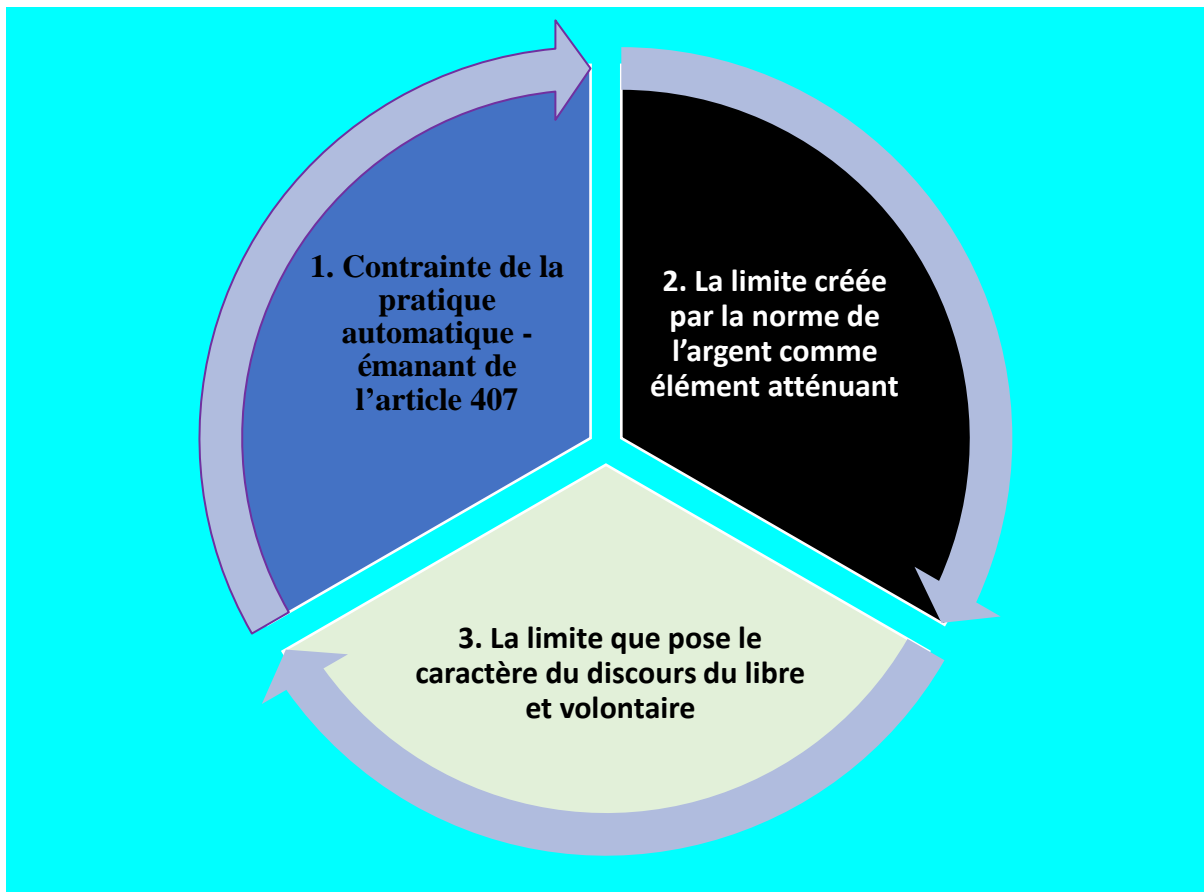 1. Contrainte de la
pratique
automatique -
émanant de
l’article 407
2. La limite créée
par la norme de
l’argent comme
élément atténuant
3. La limite que pose le
caractère du discours du libre
et volontaire